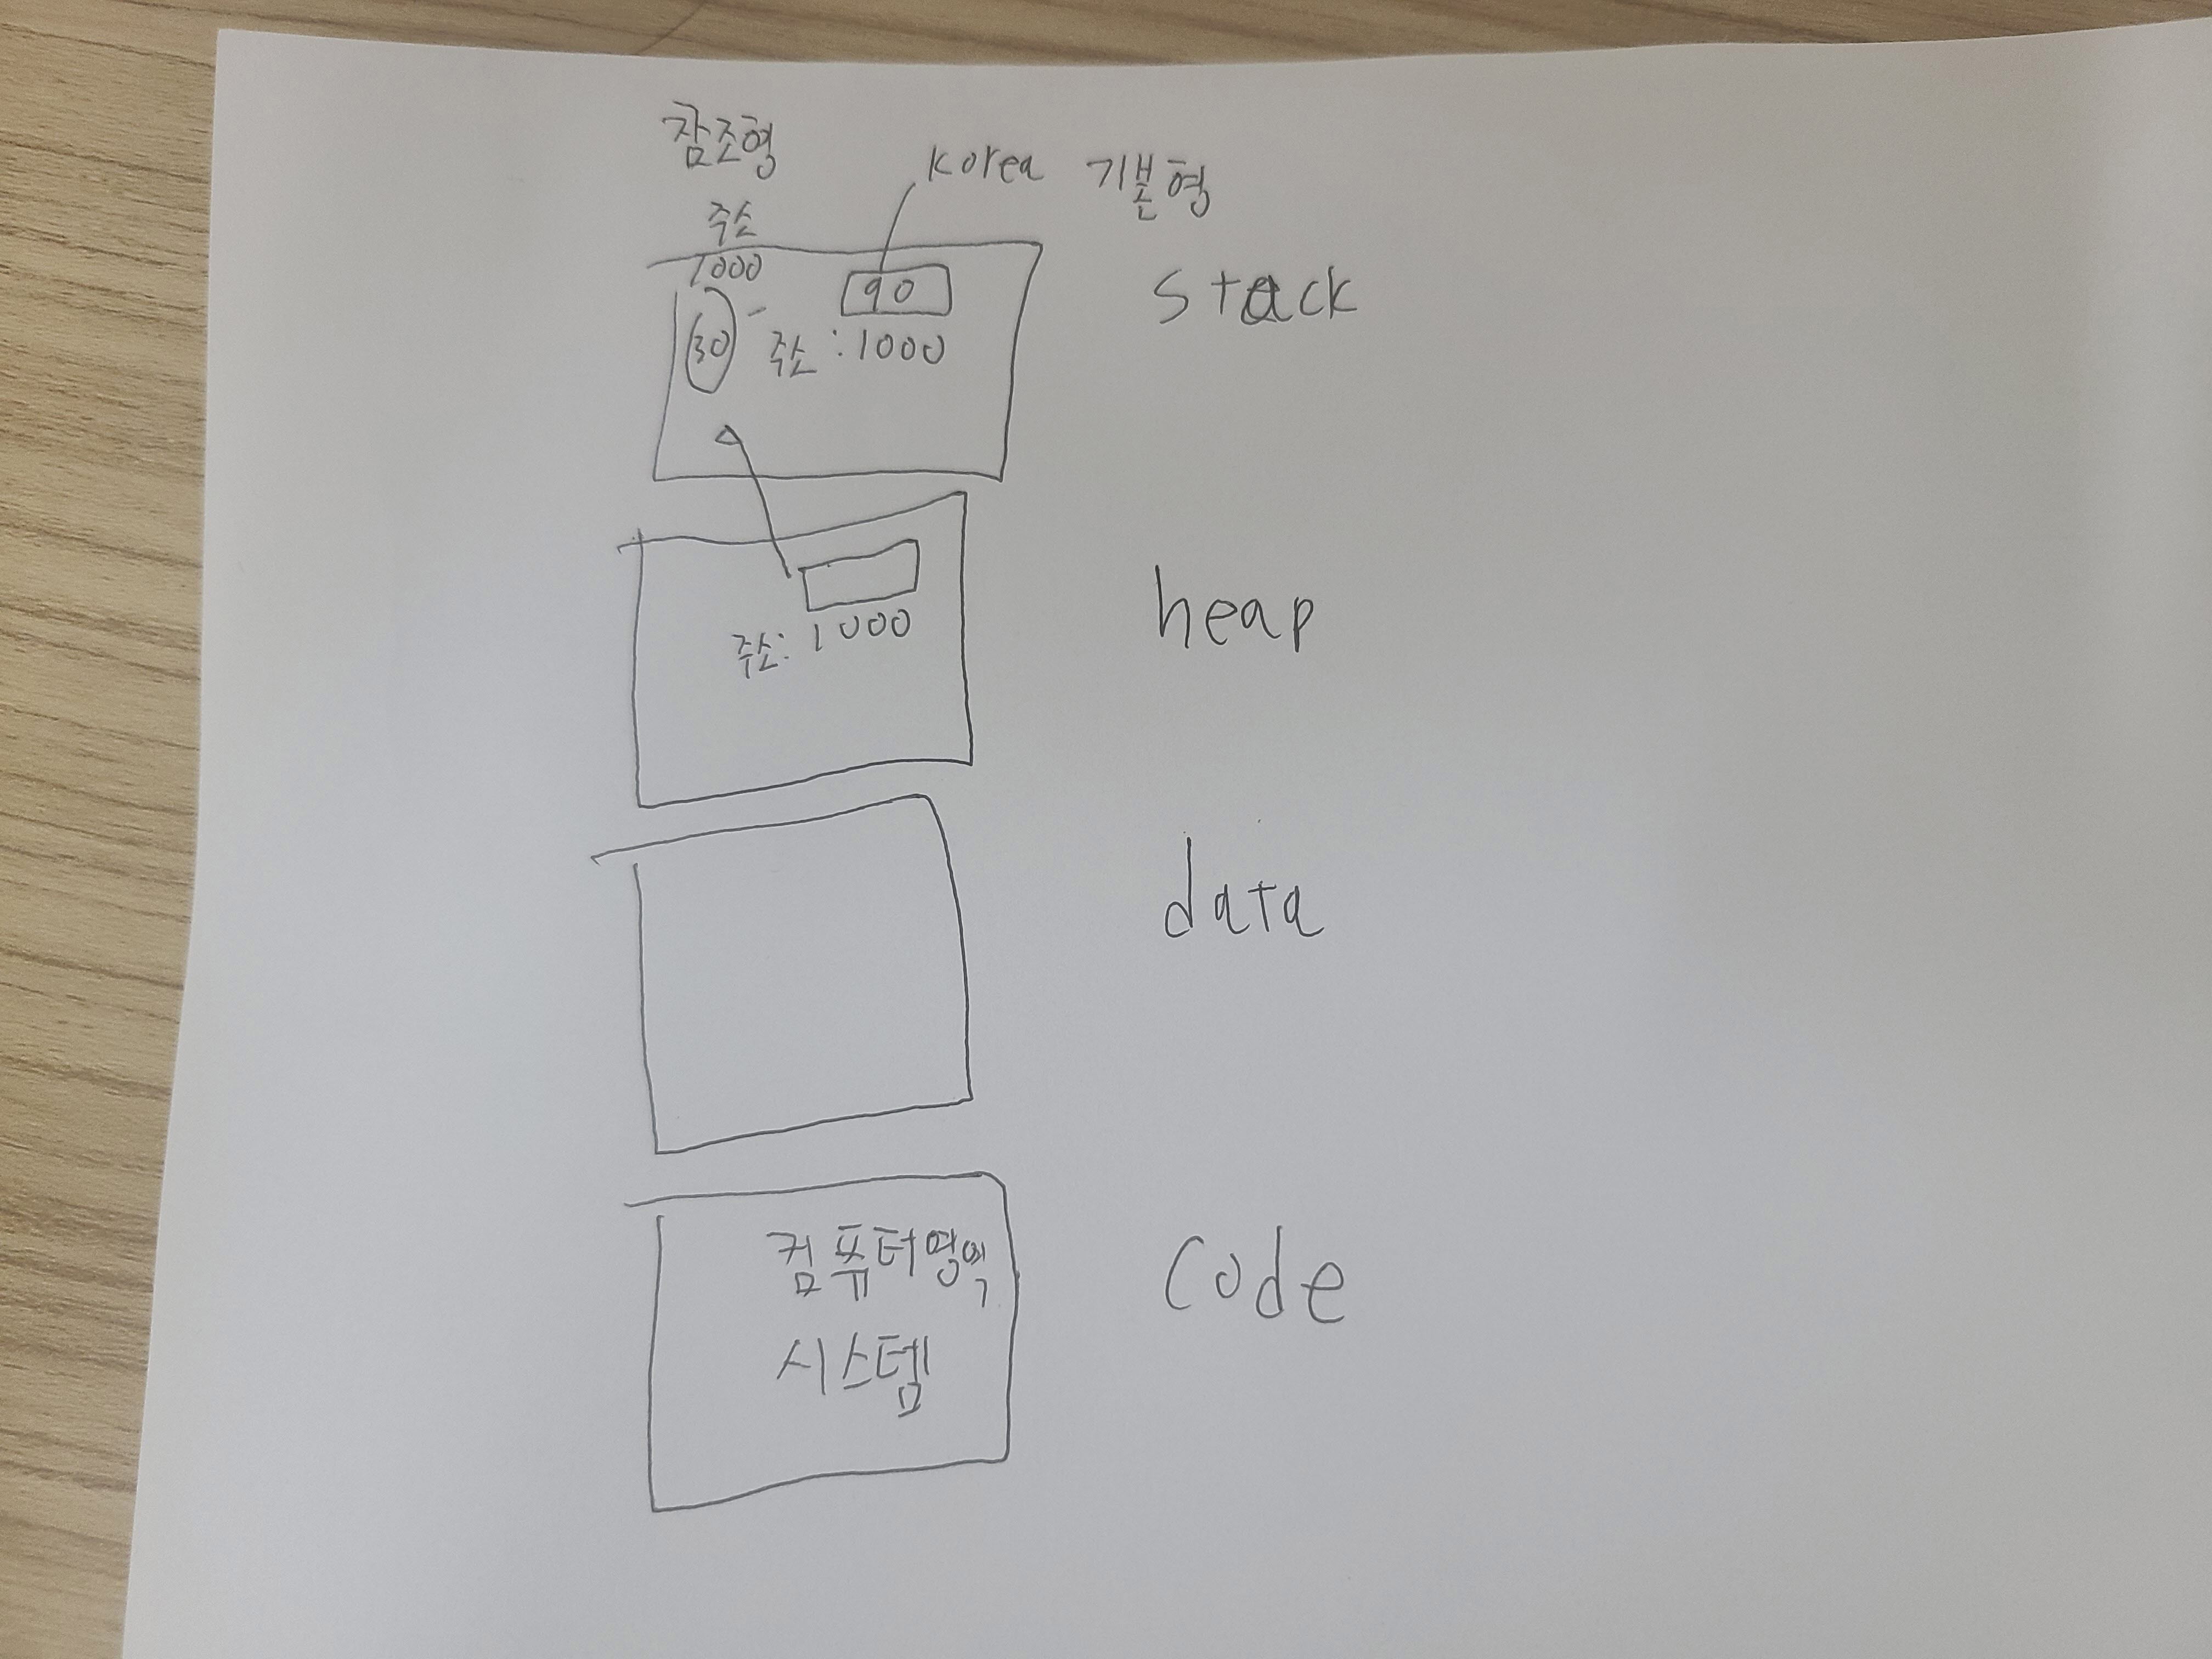 참조형
korea 기본형
주소
1000
90
stack
30
주소 : 1000
heap
주소: 1000
data
컴퓨터영역
code
시스템